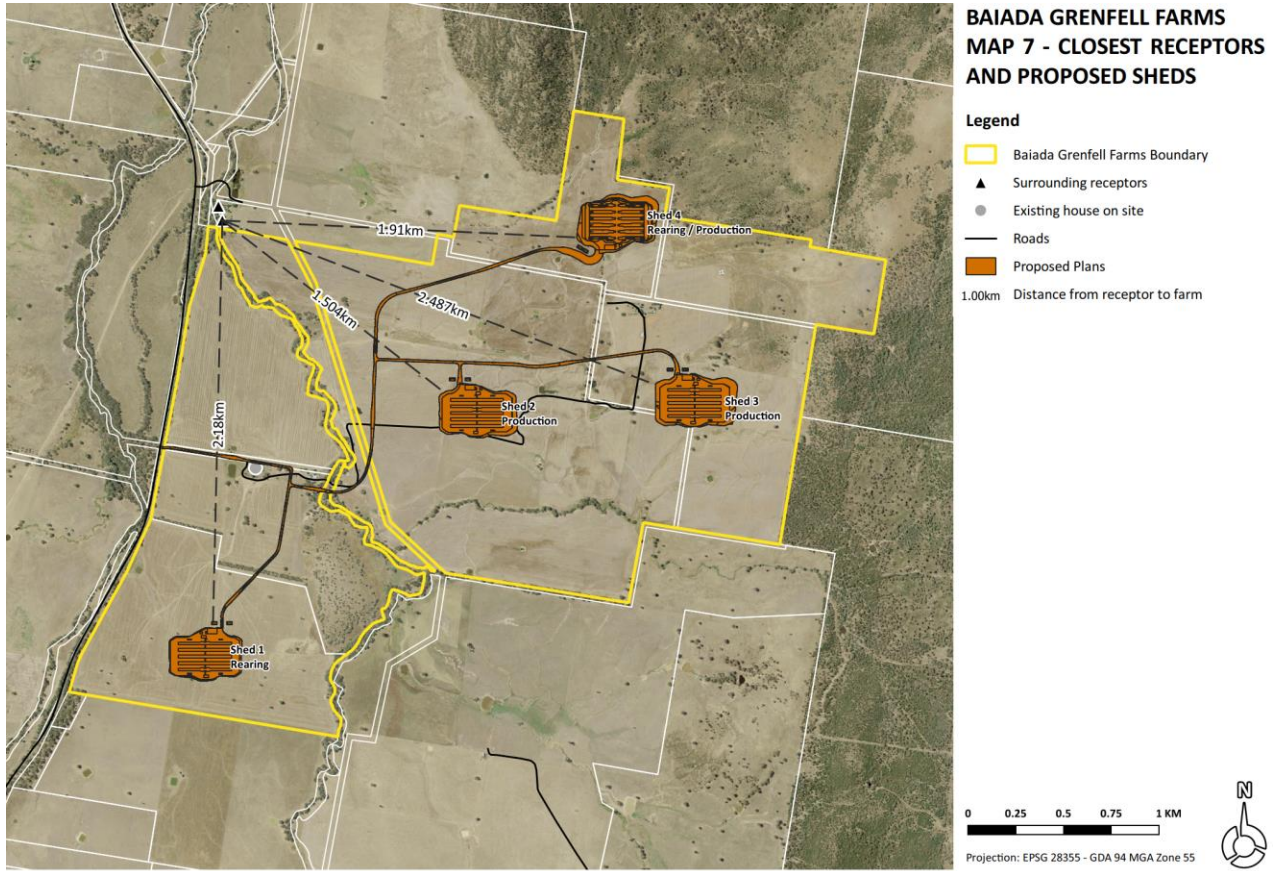 BAIADA GRENFELL FARMS
MAP 7 - CLOSEST RECEPTORS
AND PROPOSED SHEDS
Legend
Baiada Grenfell Farms Boundary
Surrounding receptors
Existing house on site
Roads
Proposed Plans
1.00km Distance from receptor to farm
Shed 4
Rearing / Production
1.91km
1.504km
2.487km
Shed 2
Production
Shed 3
Production
2.18km
Shed 1
Rearing
N
0 0.25 0.5 0.75 1 KM
Projection: EPSG 28355 - GDA 94 MGA Zone 55